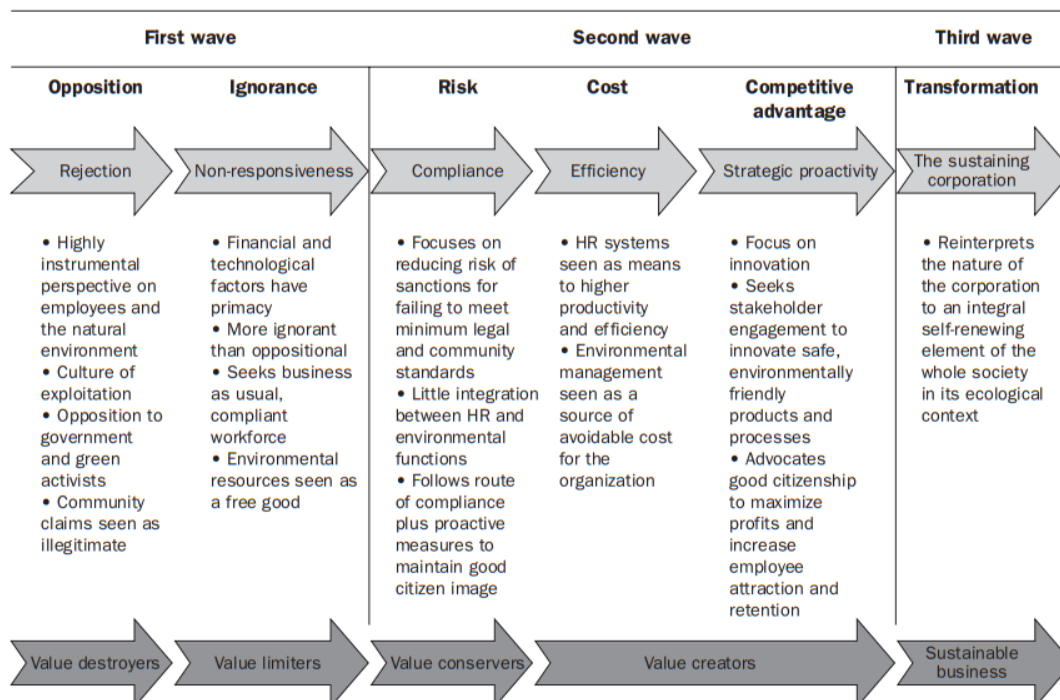 First wave
Second wave
Third wave
Opposition
Ignorance
Risk
Cost
Competitive
advantage
Transformation
Rejection
Non-responsiveness
Compliance
Efficiency
Strategic proactivity
The sustaining
corporation
• Highly
instrumental
perspective on
employees and
the natural
environment
• Culture of
exploitation
• Opposition to
government
and green
activists
• Community
claims seen as
illegitimate
• Financial and
technological
factors have
primacy
• More ignorant
than oppositional
• Seeks business
as usual,
compliant
workforce
• Environmental
resources seen as
a free good
• Focuses on
reducing risk of
sanctions for
failing to meet
minimum legal
and community
standards
• Little integration
between HR and
environmental
functions
• Follows route
of compliance
plus proactive
measures to
maintain good
citizen image
• HR systems
seen as means
to higher
productivity
and efficiency
• Environmental
management
seen as a
source of
avoidable cost
for the
organization
• Focus on
innovation
• Seeks
stakeholder
engagement to
innovate safe,
environmentally
friendly
products and
processes
• Advocates
good citizenship
to maximize
profits and
increase
employee
attraction and
retention
• Reinterprets
the nature of
the corporation
to an integral
self-renewing
element of the
whole society
in its ecological
context
Value destroyers
Value limiters
Value conservers
Value creators
Sustainable
business